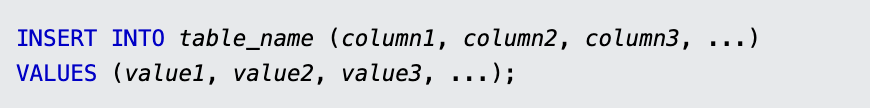 INSERT INTO table_name (column1, column2, column3, ...)
VALUES (value1, value2, value3, ...);